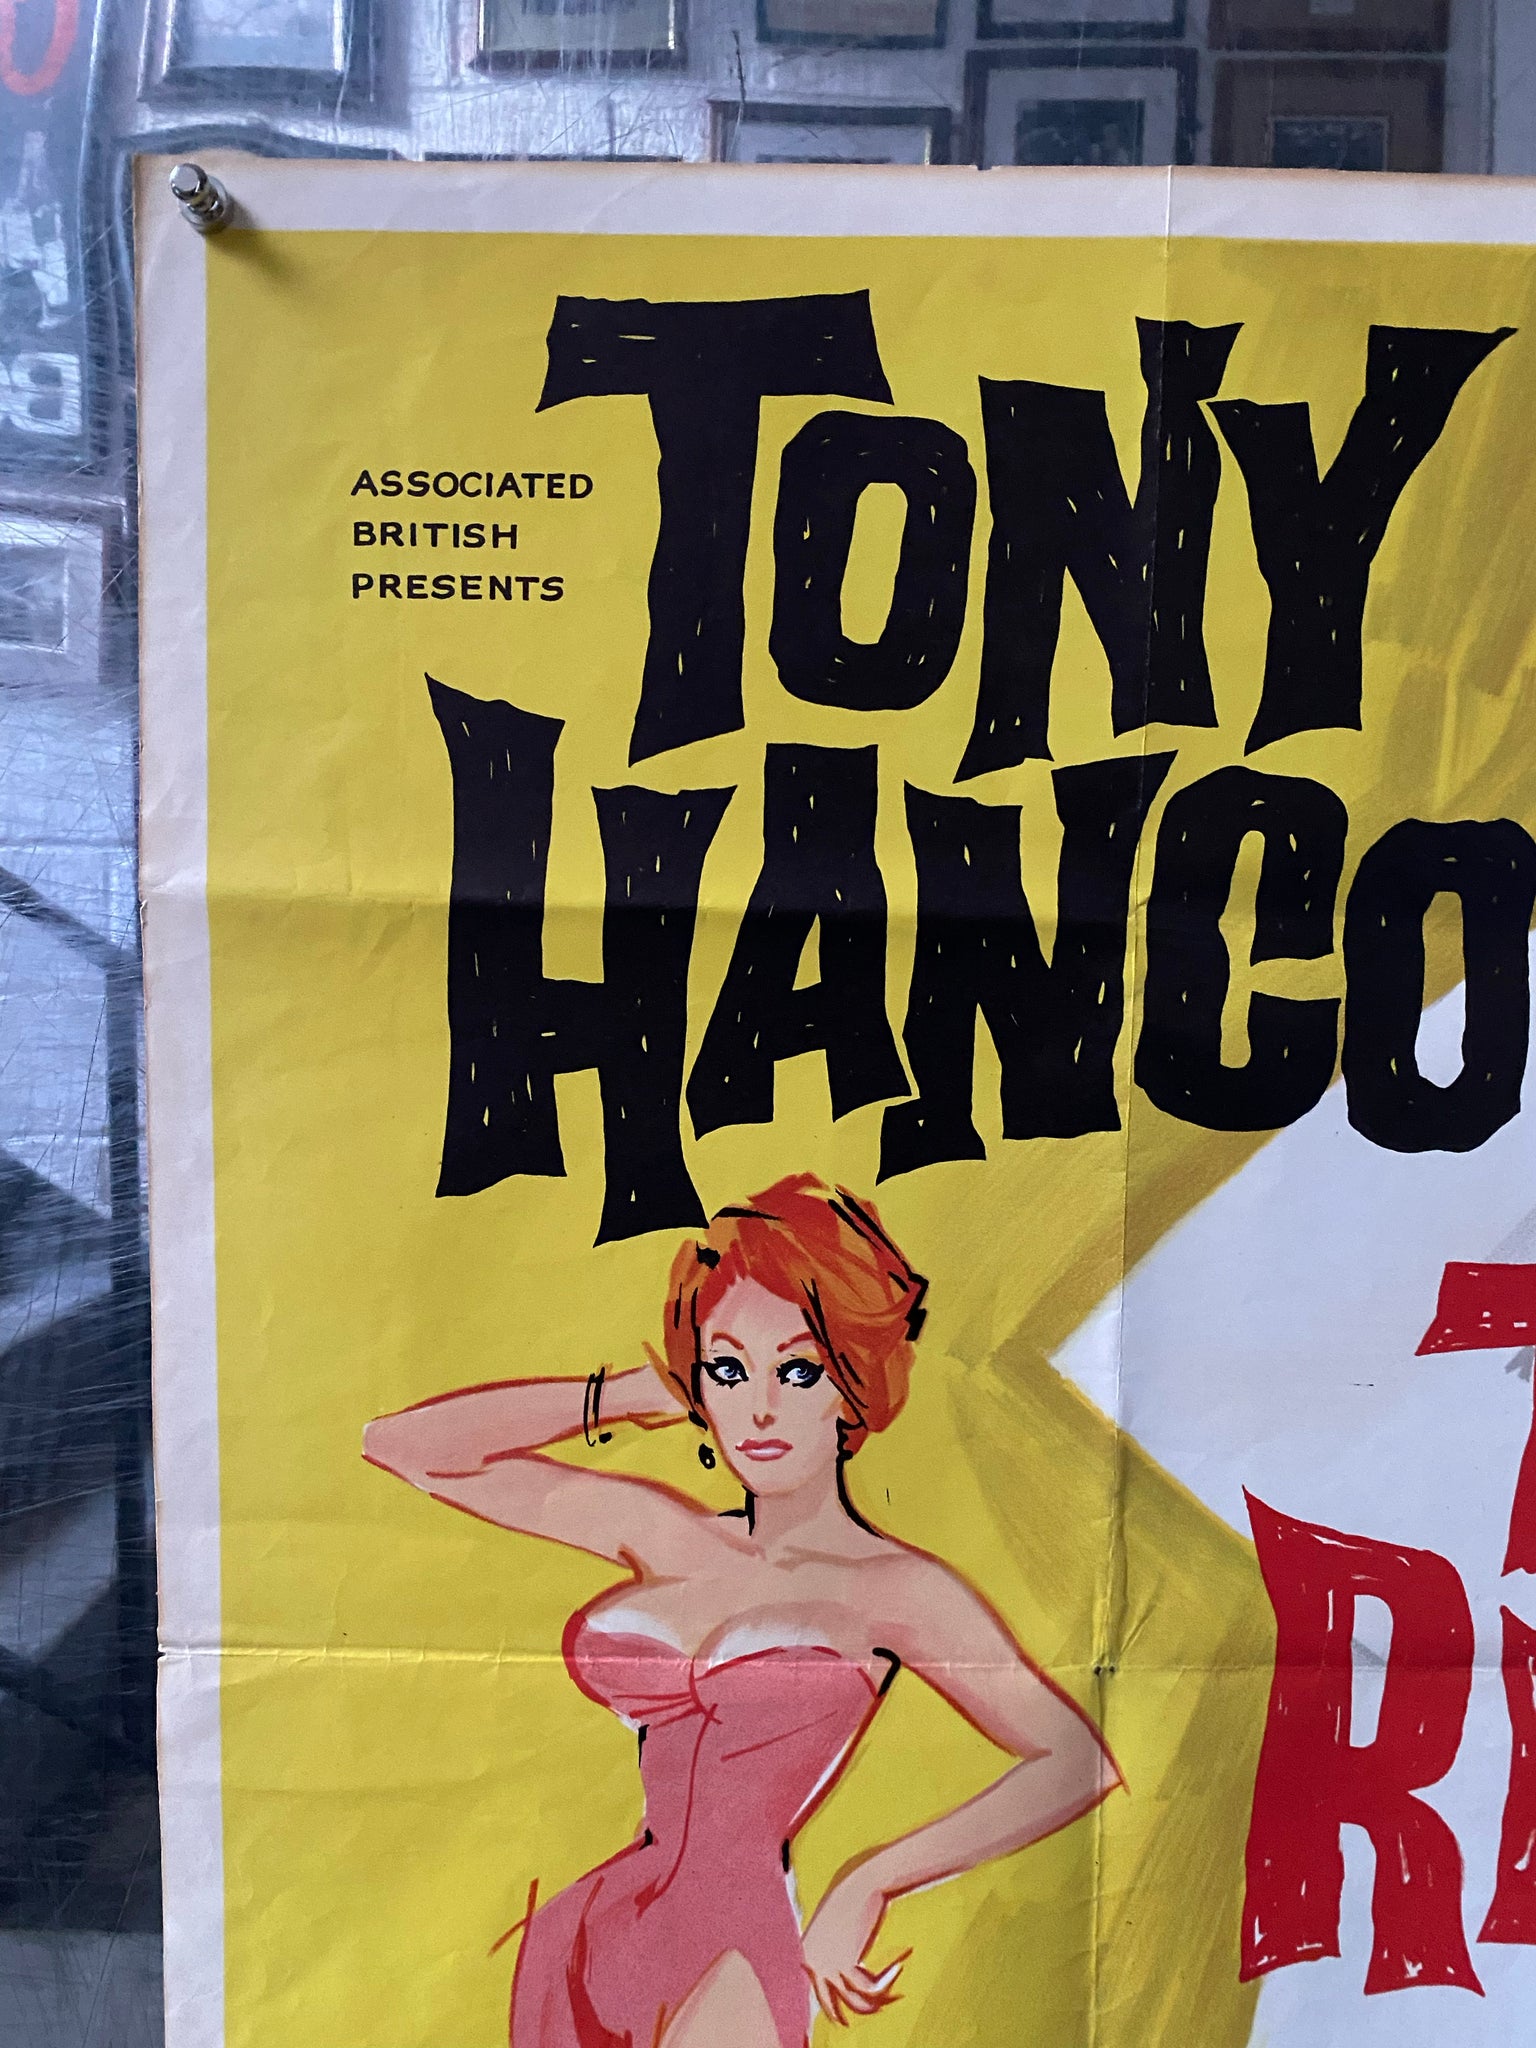 TONY
ASSOCIATED
BRITISH
PRESENTS
HANCO
T
R